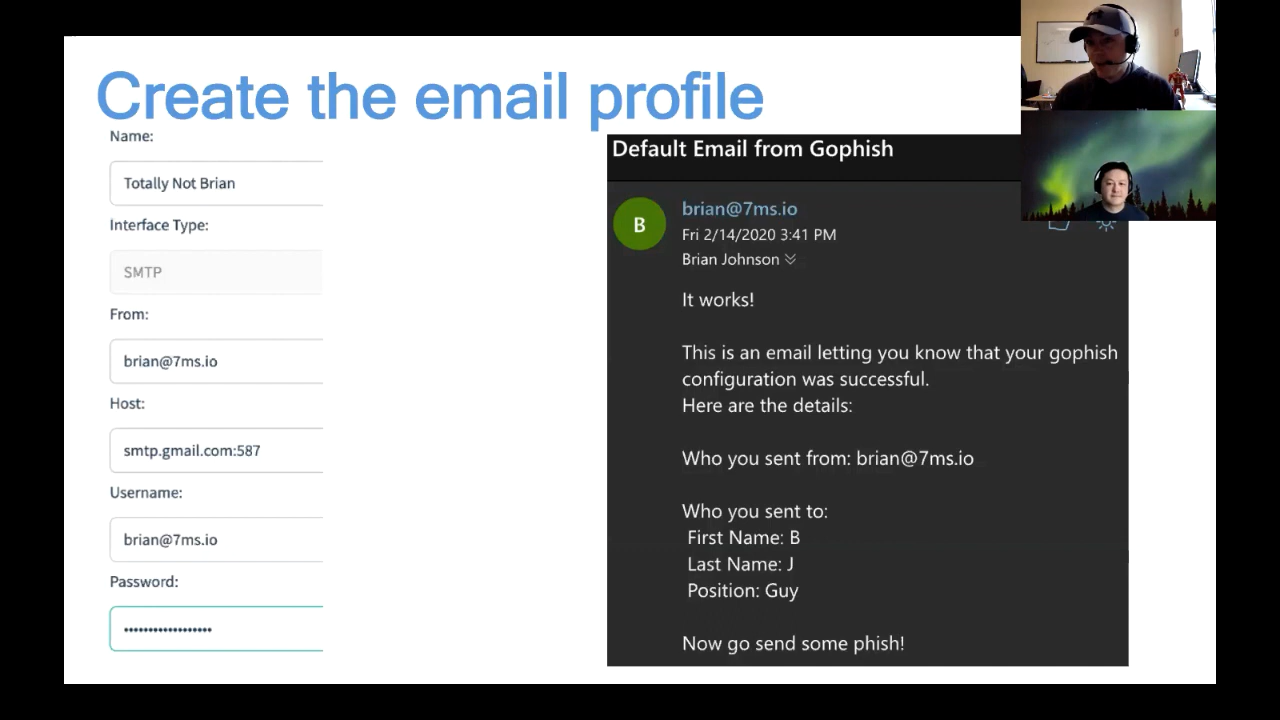 Create the email profile
Name:
Totally Not Brian
Interface Type:
SMTP
From:
brian@7ms.io
Host:
smtp.gmail.com:587
Username:
brian@7ms.io
Password:
••••••••••••••••••
Default Email from Gophish
B
brian@7ms.io
Fri 2/14/2020 3:41 PM
Brian Johnson
It works!
This is an email letting you know that your gophish
configuration was successful.
Here are the details:
Who you sent from: brian@7ms.io
Who you sent to:
First Name: B
Last Name: J
Position: Guy
Now go send some phish!